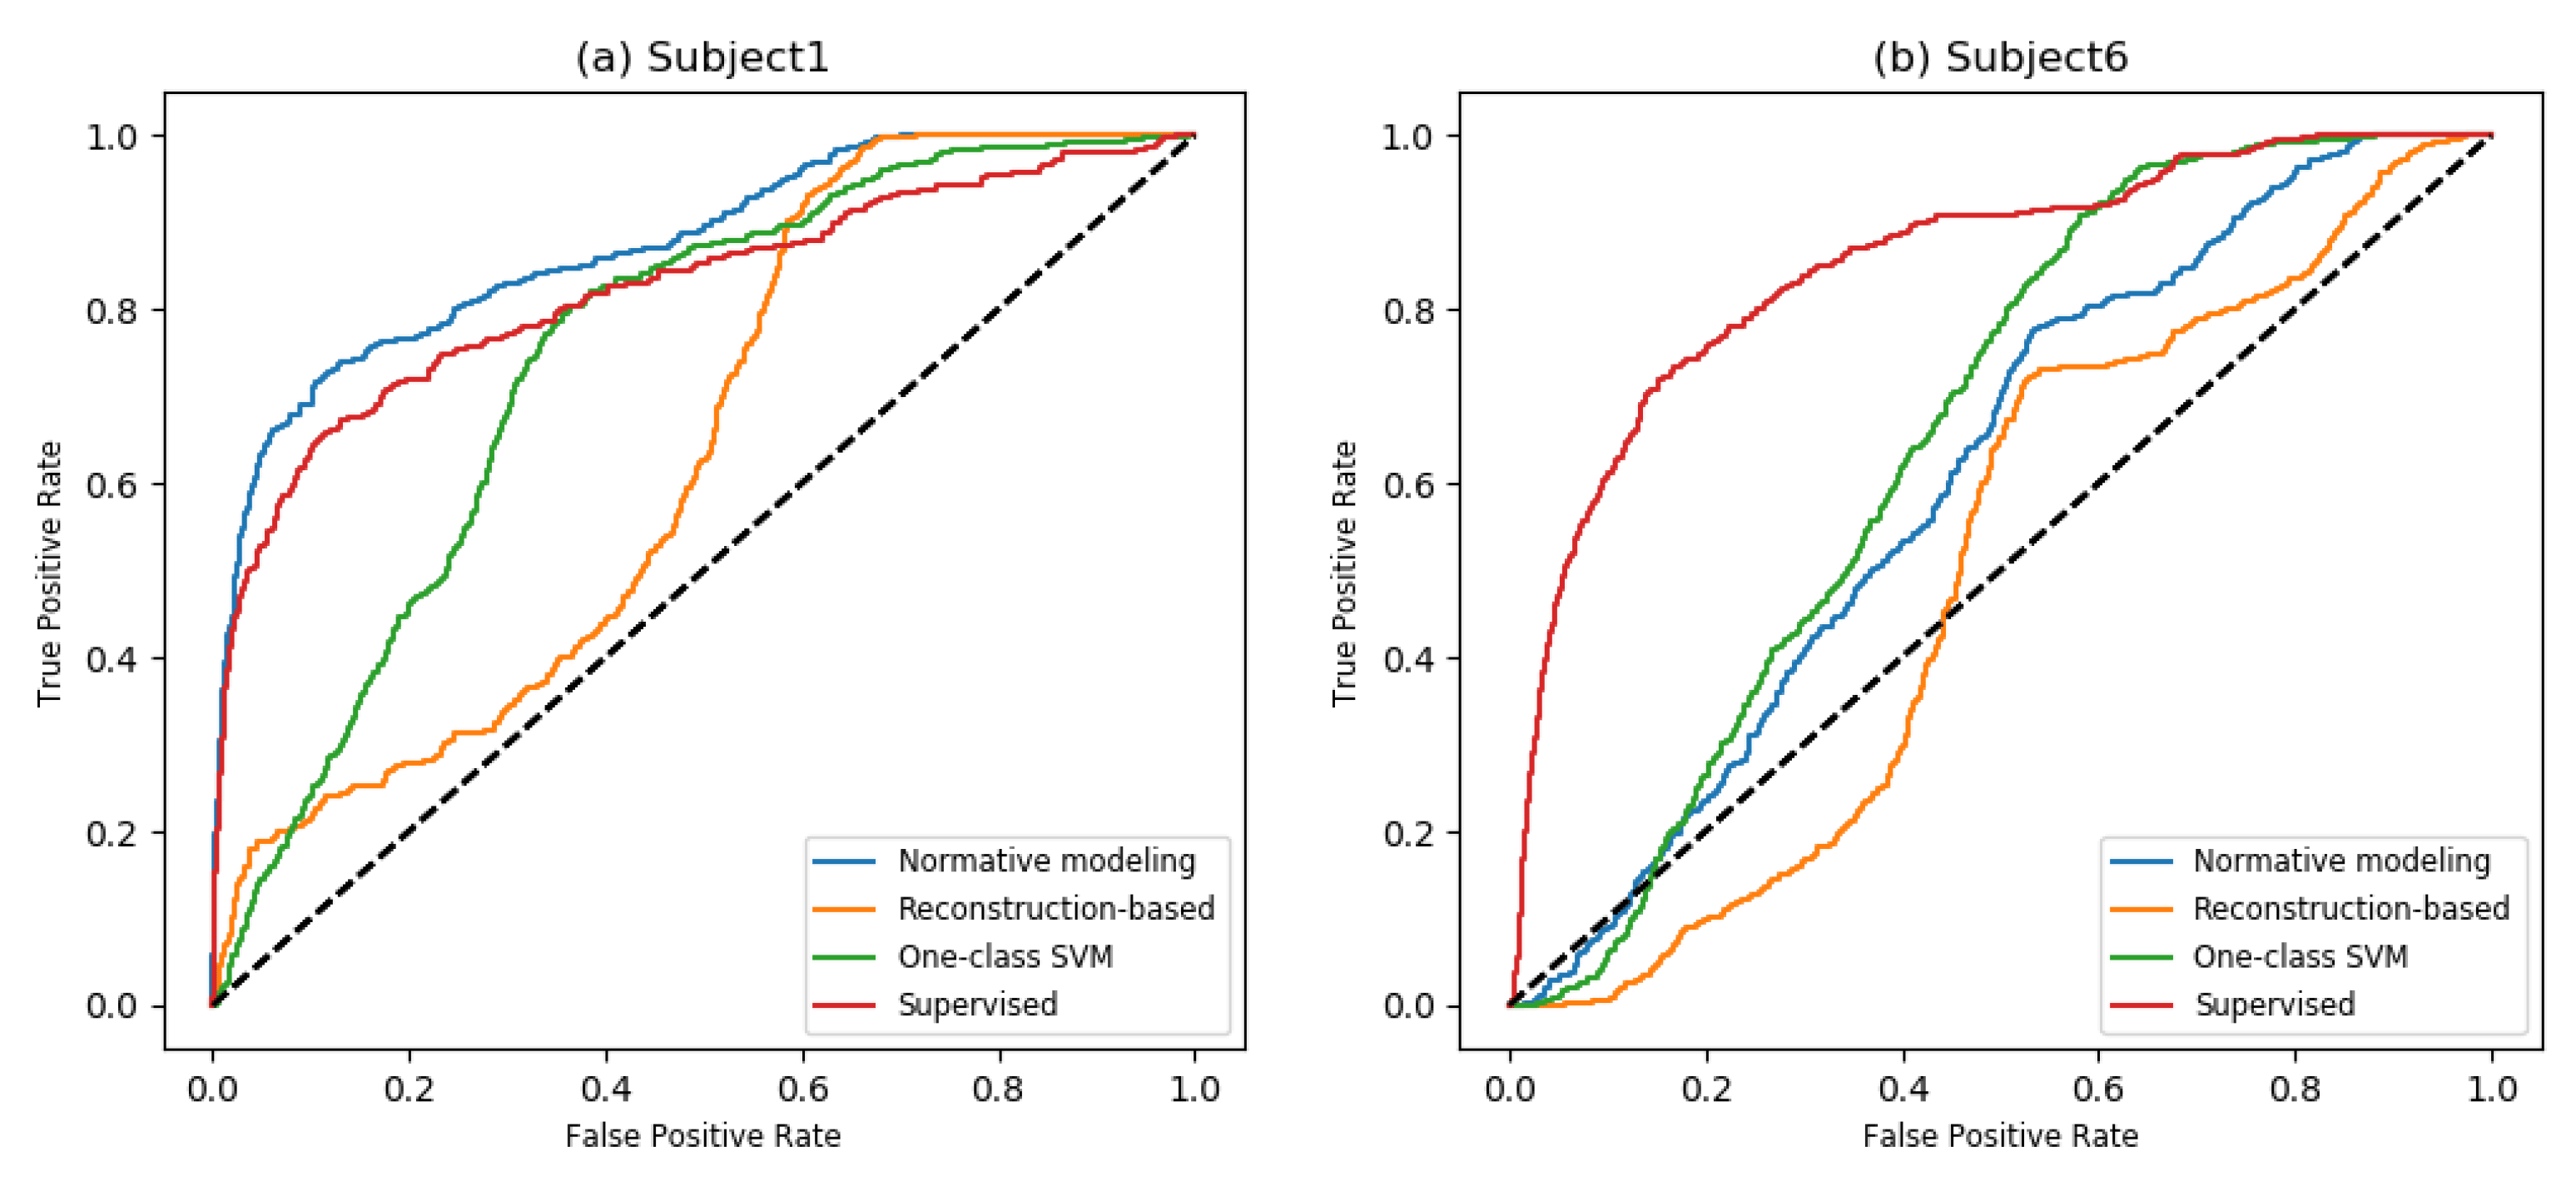 (a) Subject1
True Positive Rate
1.0
0.8
0.6
0.4
0.2
0.0
0.0 0.2 0.4 0.6 0.8 1.0
False Positive Rate
Normative modeling
Reconstruction-based
One-class SVM
Supervised
(b) Subject6
True Positive Rate
1.0
0.8
0.6
0.4
0.2
0.0
0.0 0.2 0.4 0.6 0.8 1.0
False Positive Rate
Normative modeling
Reconstruction-based
One-class SVM
Supervised